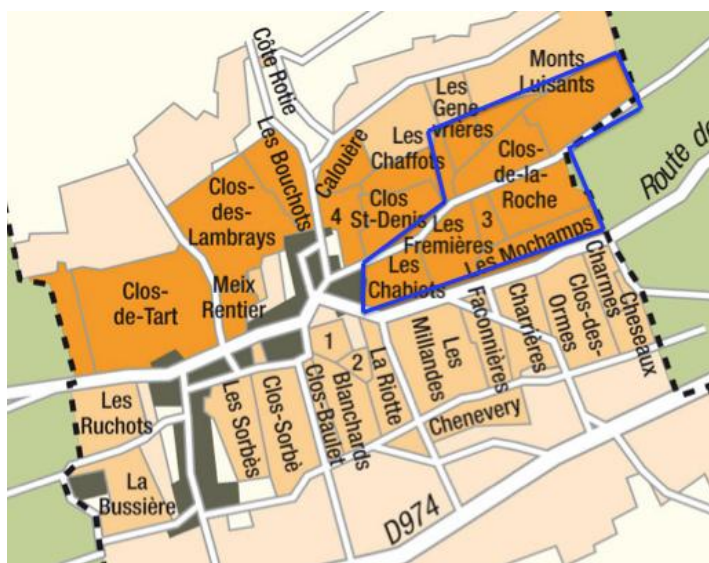 Côte Rotie
Monts
Luisants
Les
Gene
vrières
Les Bouchots
Calouère
Les
Chaffots
Clos-
de-la-
Roche
Route de
Clos-
des-
Lambrays
4
Clos
St-Denis
Les
Fremières
3
Les Mochamps
Les
Chabiots
Clos-
de-Tart
Meix
Rentier
Charmes
Cheseaux
Clos-des-
Ormes
Charrières
Faconnières
Les
Millandes
1
2
La Riotte
Blanchards
Clos-Baulet
Clos-Sorbè
Les Sorbès
Chenevery
Les
Ruchots
La
Bussière
D974